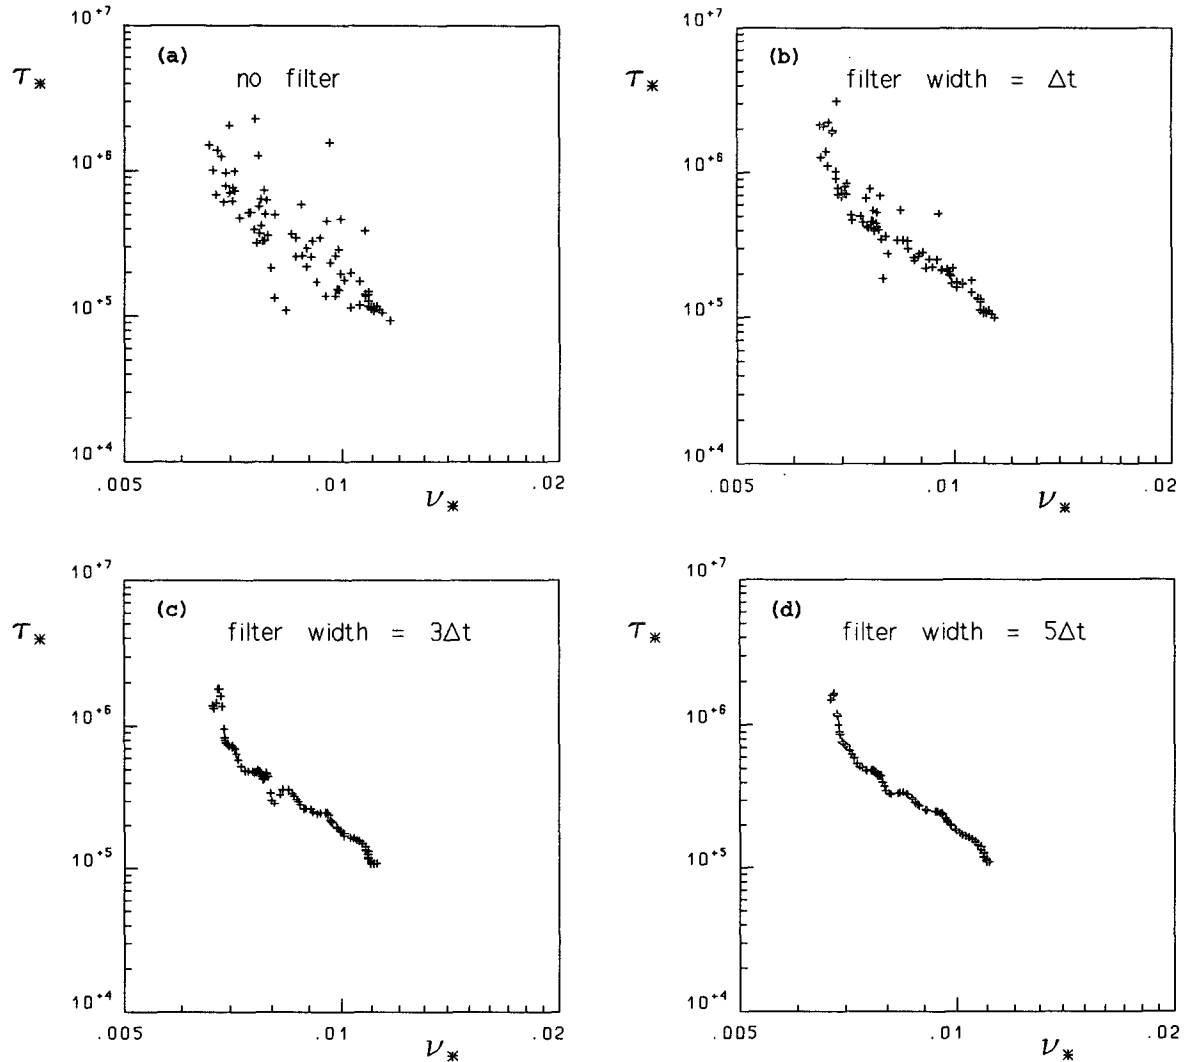 (a)
no filter
τ*
10+7
10+6
10+5
10+4
.005
.01
.02
ν*
(b)
filter width = Δt
τ*
10+7
10+6
10+5
10+4
.005
.01
.02
ν*
(c)
filter width = 3Δt
τ*
10+7
10+6
10+5
10+4
.005
.01
.02
ν*
(d)
filter width = 5Δt
τ*
10+7
10+6
10+5
10+4
.005
.01
.02
ν*